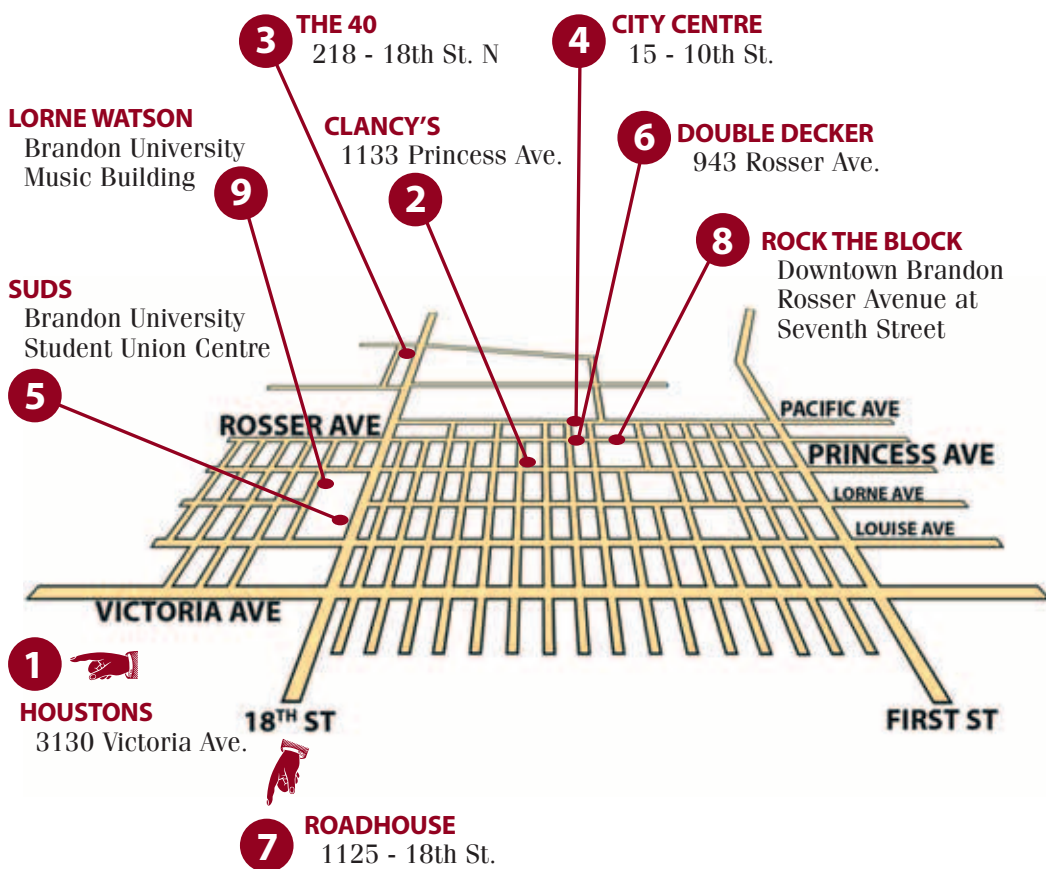 3
THE 40
218 - 18th St. N
4
CITY CENTRE
15 - 10th St.
LORNE WATSON
Brandon University
Music Building
9
CLANCY'S
1133 Princess Ave.
2
6
DOUBLE DECKER
943 Rosser Ave.
8
ROCK THE BLOCK
Downtown Brandon
Rosser Avenue at
Seventh Street
SUDS
Brandon University
Student Union Centre
5
ROSSER AVE
PACIFIC AVE
PRINCESS AVE
LORNE AVE
LOUISE AVE
VICTORIA AVE
1
HOUSTONS
3130 Victoria Ave.
18TH ST
FIRST ST
7
ROADHOUSE
1125 - 18th St.